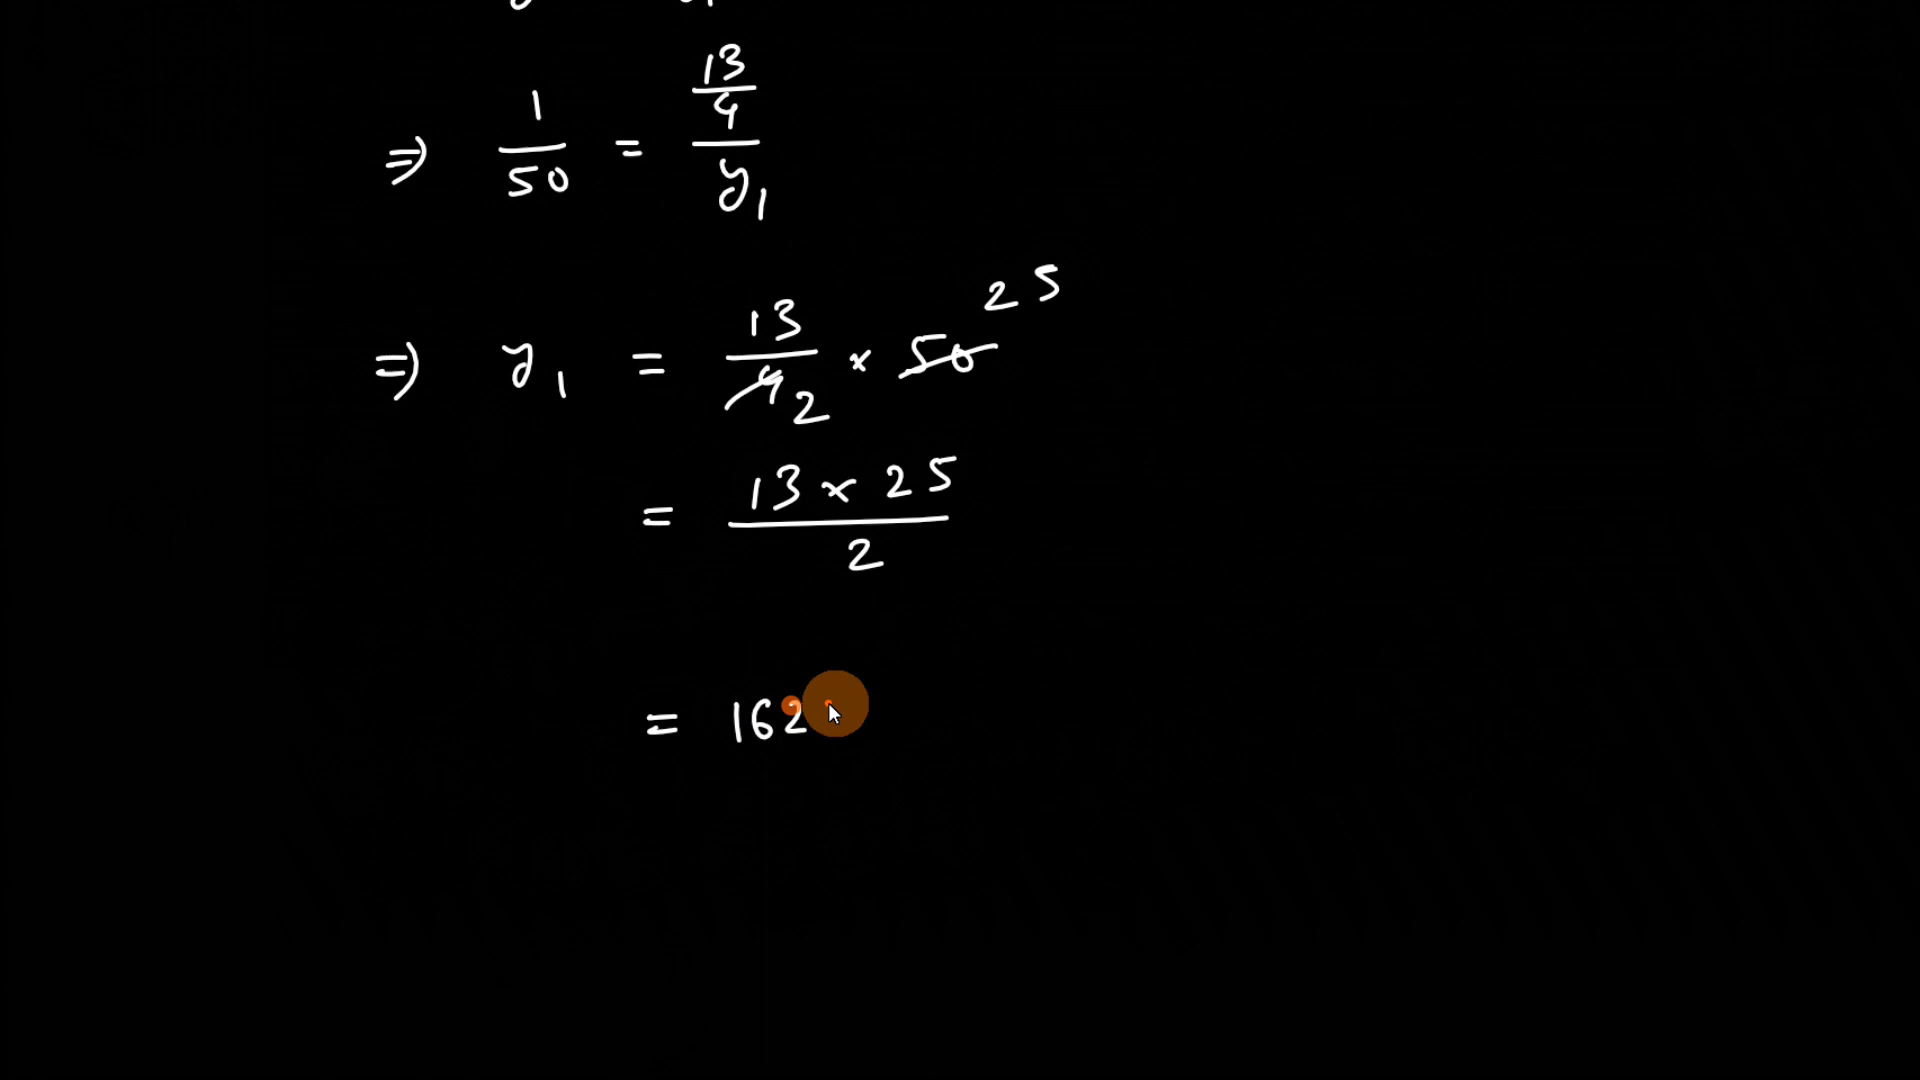 ⇒ 1/50 = (13/4)/y₁
⇒ y₁ = 13/4 2 × 50 25
= (13 × 25)/2
= 162